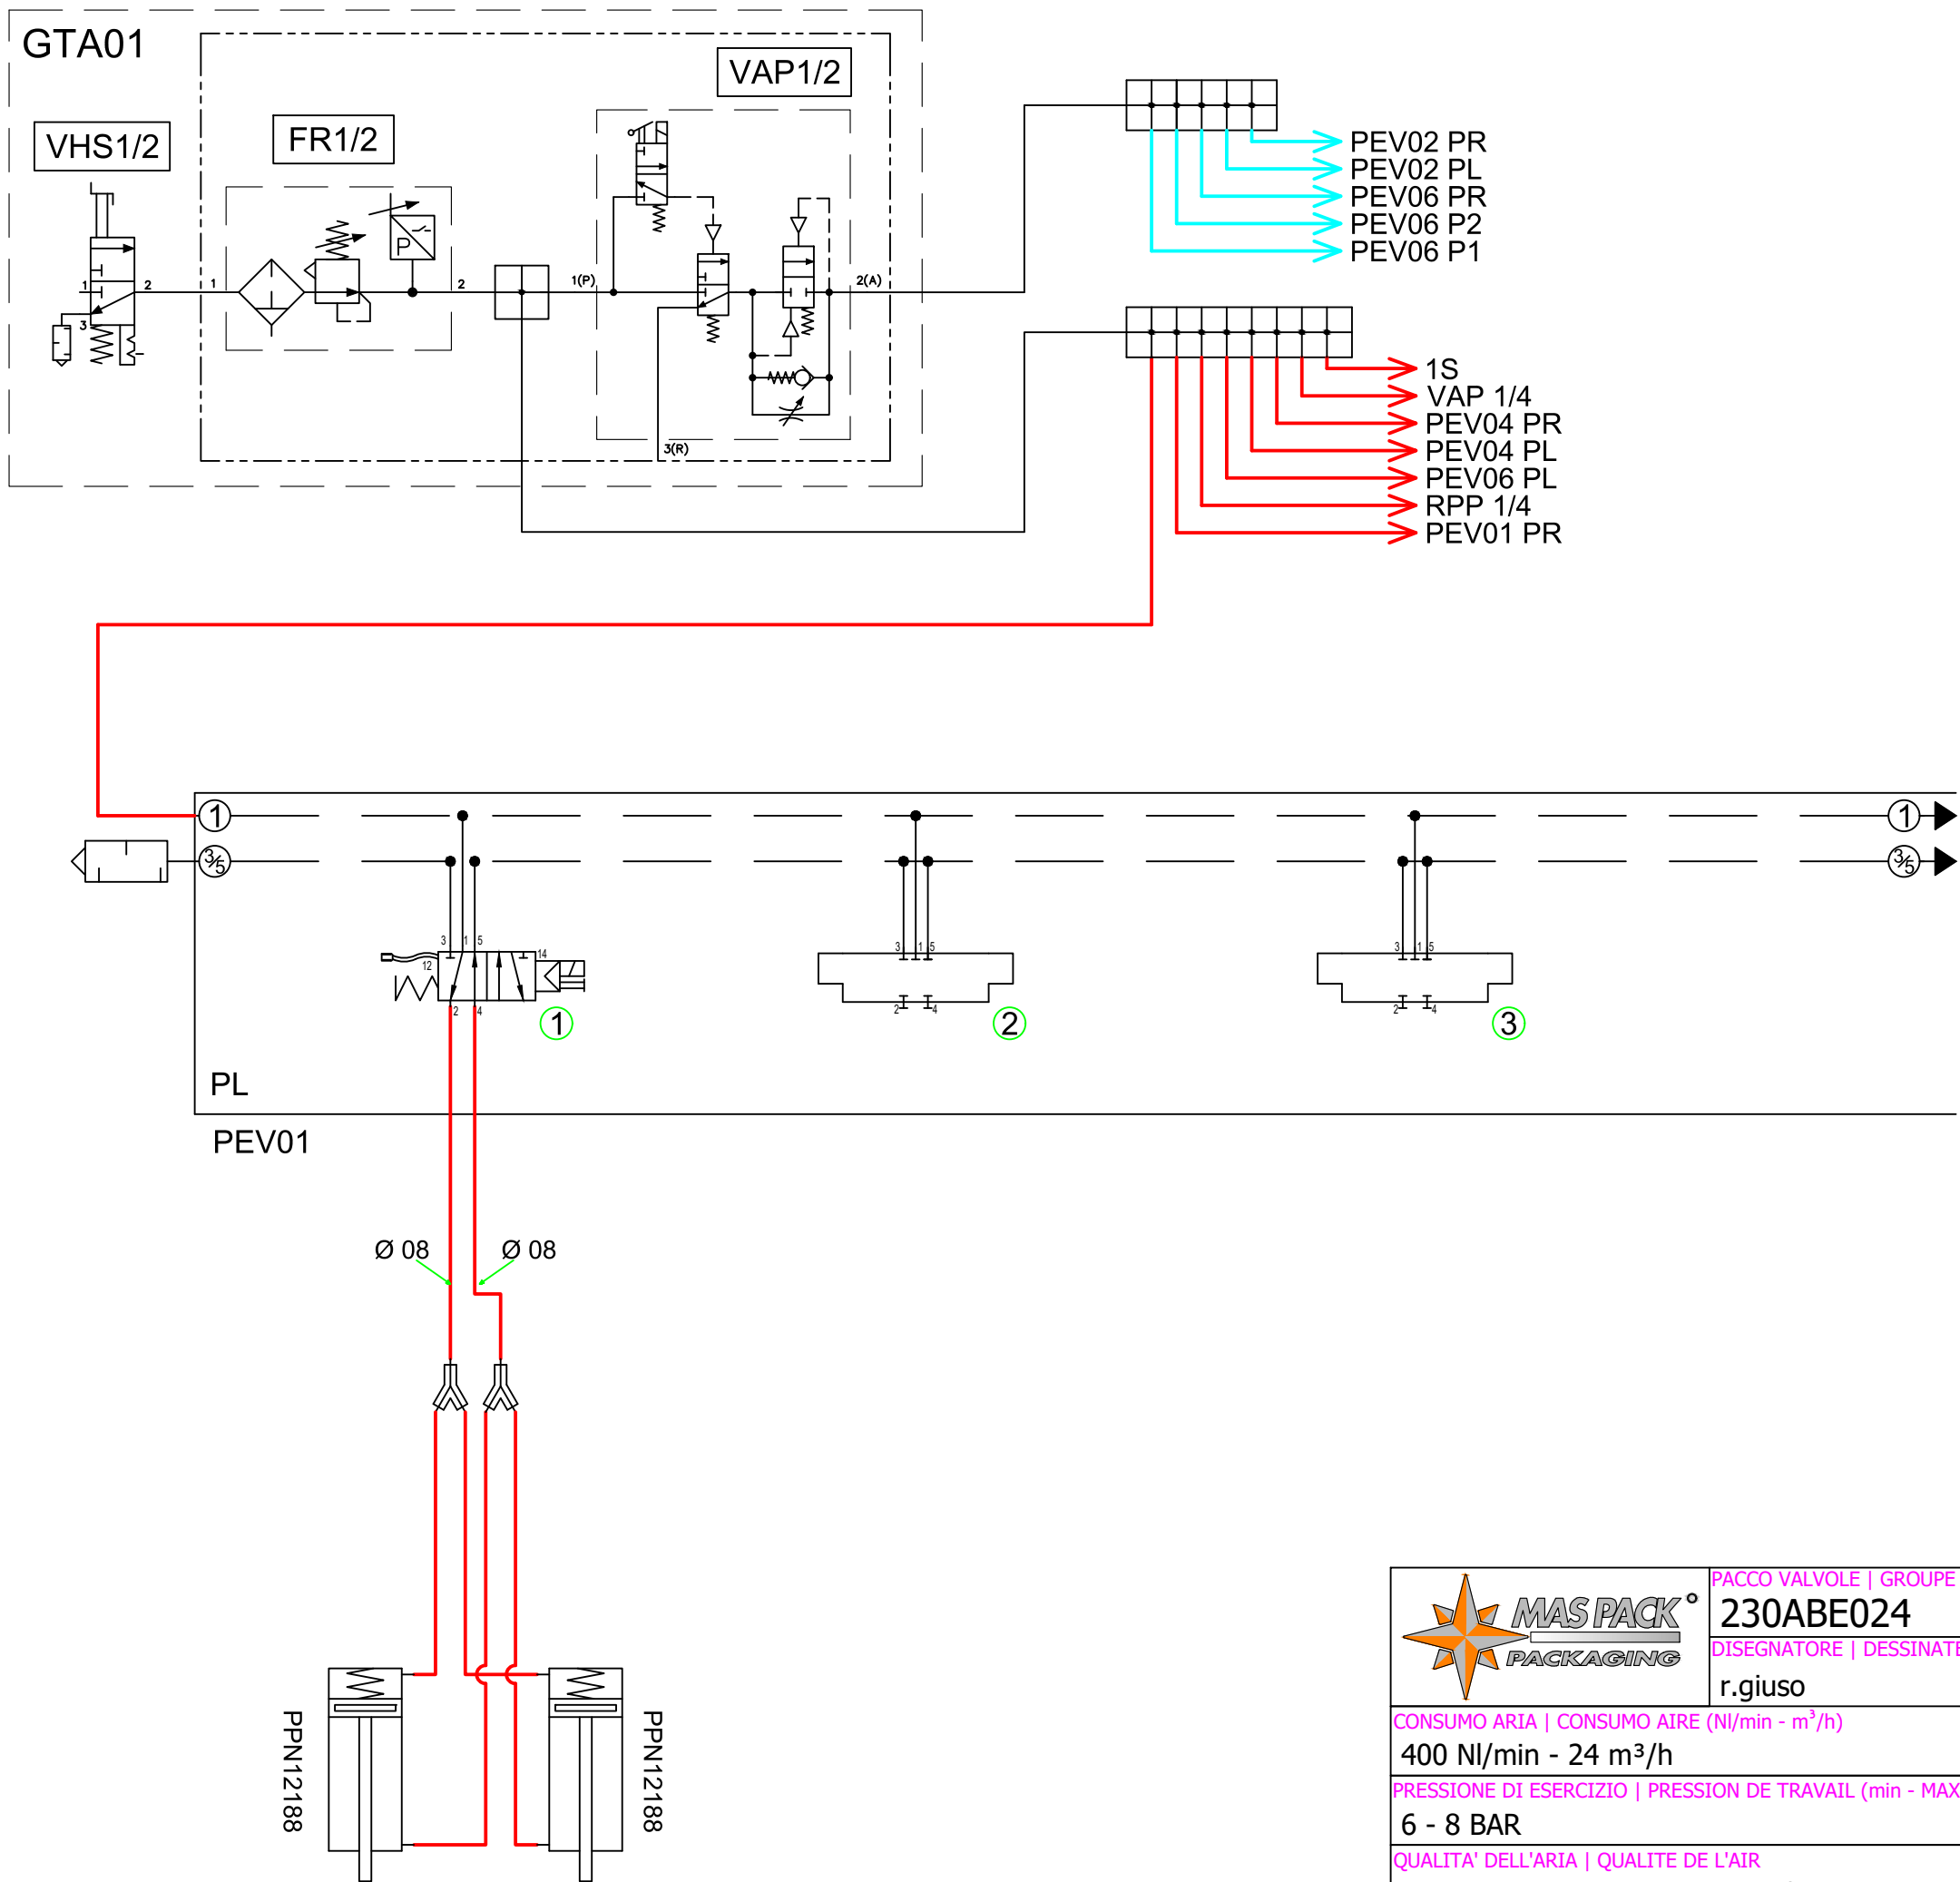 GTA01
VAP1/2
VHS1/2
FR1/2
P
1
2
3
1
2
1(P)
2(A)
3(R)
PEV02 PR
PEV02 PL
PEV06 PR
PEV06 P2
PEV06 P1
1S
VAP 1/4
PEV04 PR
PEV04 PL
PEV06 PL
RPP 1/4
PEV01 PR
1
1
3/5
3/5
3 1 5
12
14
2 4
1
3 1 5
2 4
2
3 1 5
2 4
3
PL
PEV01
Ø 08
Ø 08
PPN12188
PPN12188
MAS PACK
PACKAGING
PACCO VALVOLE | GROUPE
230ABE024
DISEGNATORE | DESSINATE
r.giuso
CONSUMO ARIA | CONSUMO AIRE (Nl/min - m³/h)
400 Nl/min - 24 m³/h
PRESSIONE DI ESERCIZIO | PRESSION DE TRAVAIL (min - MAX
6 - 8 BAR
QUALITA' DELL'ARIA | QUALITE DE L'AIR